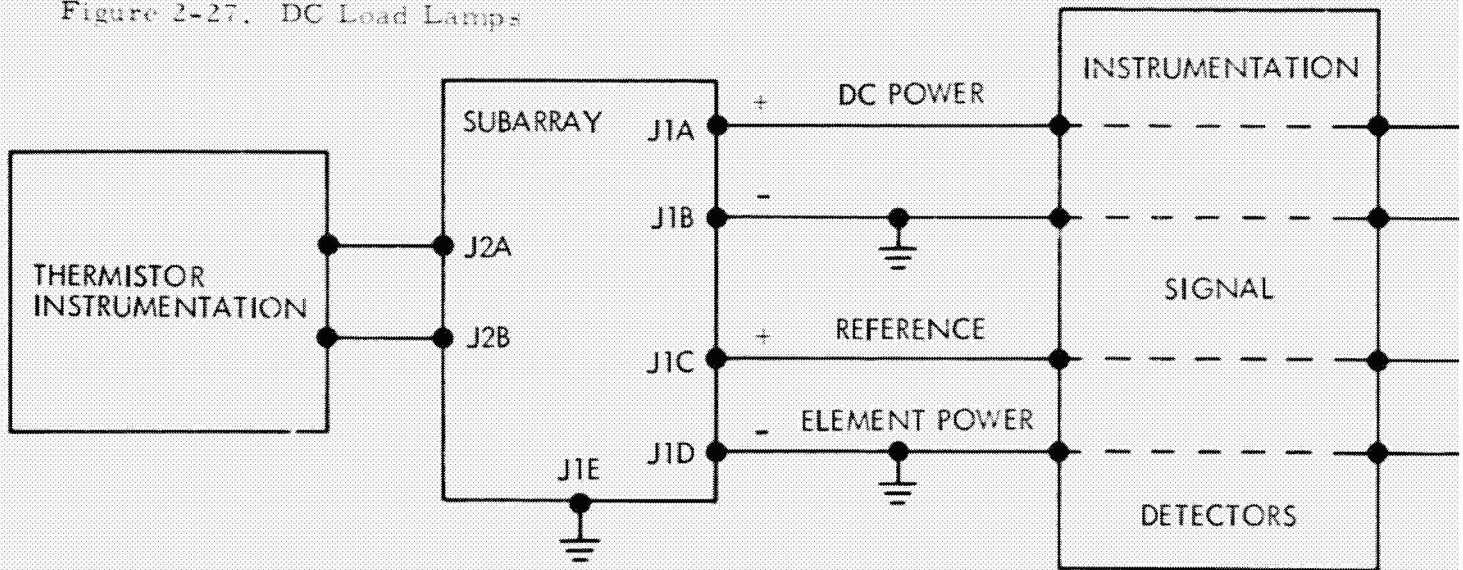 Figure 2-27. DC Load Lamps
INSTRUMENTATION
+ DC POWER
SUBARRAY
J1A
-
J1B
THERMISTOR
INSTRUMENTATION
J2A
J2B
SIGNAL
+ REFERENCE
J1C
- ELEMENT POWER
J1D
J1E
DETECTORS